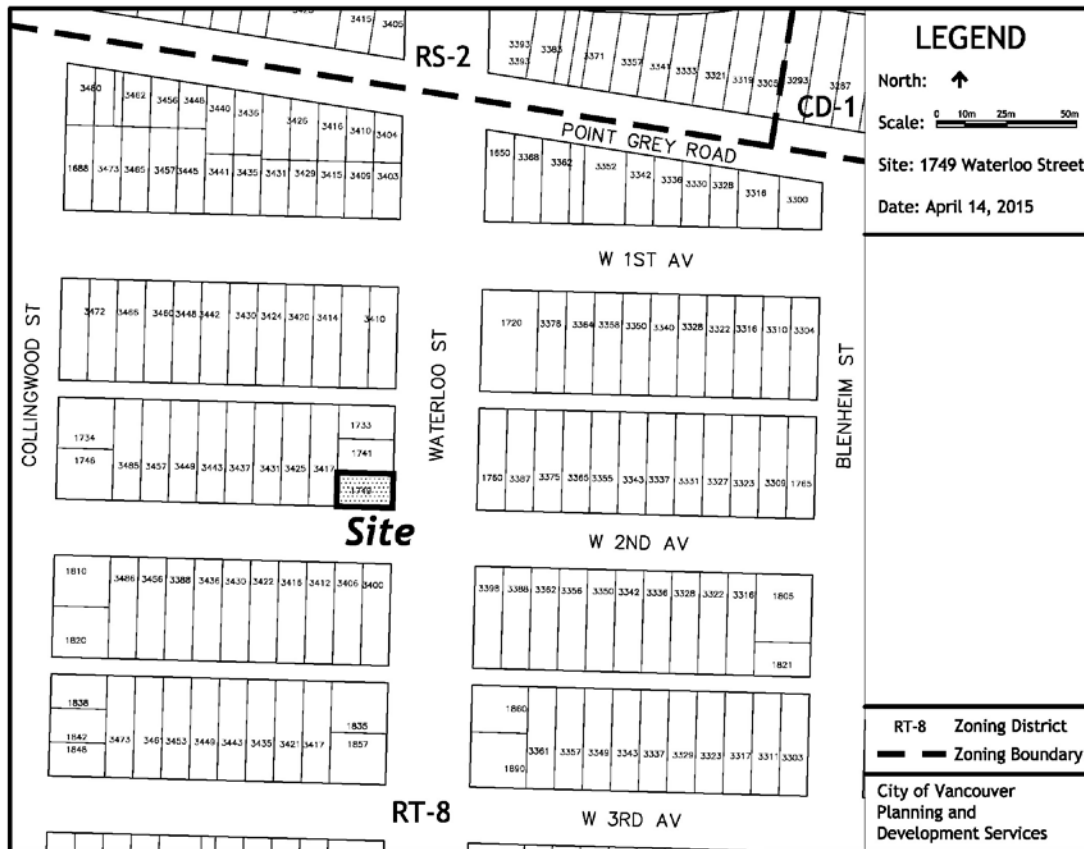 3415 3405
RS-2
3393 3383 3371 3357 3341 3333 3321 3319 3305 3293 3287
3393
CD-1
POINT GREY ROAD
3480 3462 3456 3446 3440 3436 3426 3416 3410 3404
1688 3473 3465 3457 3445 3441 3435 3431 3429 3415 3409 3403
1650 3368 3362 3352 3342 3336 3330 3328 3316 3300
W 1ST AV
COLLINGWOOD ST
WATERLOO ST
BLENHEIM ST
3472 3466 3460 3448 3442 3430 3424 3420 3414 3410
1720 3376 3364 3358 3350 3340 3328 3322 3316 3310 3304
1733
1734 1741
1746 3485 3457 3449 3443 3437 3431 3425 3417
1749
1760 3387 3375 3365 3355 3343 3337 3331 3327 3323 3309 1765
Site
W 2ND AV
1810 3486 3456 3388 3436 3430 3422 3416 3412 3406 3400
1820
3398 3388 3362 3356 3350 3342 3336 3328 3322 3316 1805
1821
1838 1835
1842 3473 3461 3453 3449 3443 3435 3421 3417 1857
1848
1860
1890 3361 3357 3349 3343 3337 3329 3323 3317 3311 3303
RT-8
W 3RD AV
LEGEND
North:
Scale: 0 10m 25m 50m
Site: 1749 Waterloo Street
Date: April 14, 2015
RT-8 Zoning District
Zoning Boundary
City of Vancouver
Planning and
Development Services